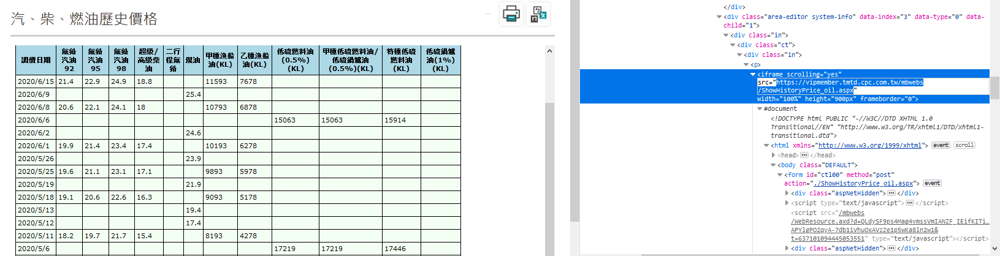 汽、柴、燃油歷史價格
調價日期 無鉛汽油92 無鉛汽油95 無鉛汽油98 超級/高級柴油 二行程無鉛 煤油 甲種漁船油(KL) 乙種漁船油(KL) 低硫燃料油(0.5%)(KL) 甲種低硫燃料油/低硫鍋爐油(0.5%)(KL) 特種低硫燃料油(KL) 低硫鍋爐油(1%)(KL)
2020/6/15 21.4 22.9 24.9 18.8 11593 7678
2020/6/9 25.4
2020/6/8 20.6 22.1 24.1 18 10793 6878
2020/6/6 15063 15063 15914
2020/6/2 24.6
2020/6/1 19.9 21.4 23.4 17.4 10193 6278
2020/5/26 23.9
2020/5/25 19.6 21.1 23.1 17.1 9893 5978
2020/5/19 21.9
2020/5/18 19.1 20.6 22.6 16.3 9093 5178
2020/5/13 19.4
2020/5/12 17.4
2020/5/11 18.2 19.7 21.7 15.4 8193 4278
2020/5/6 17219 17219 17446
</div>
<div class="area-editor system-info" data-index="3" data-type="0" data-
child="1">
<div class="in">
<div class="ct">
<div class="in">
<p>
<iframe scrolling="yes"
src="https://vipmember.tmtd.cpc.com.tw/mbwebs
/ShowHistoryPrice_oil.aspx"
width="100%" height="900px" frameborder="0">
#document
<!DOCTYPE html PUBLIC "-//W3C//DTD XHTML 1.0
Transitional//EN" "http://www.w3.org/TR/xhtml1/DTD/xhtml1-
transitional.dtd">
<html xmlns="http://www.w3.org/1999/xhtml"> event scroll
<head>…</head>
<body class="DEFAULT">
<form id="ctl00" method="post"
action="./ShowHistoryPrice_oil.aspx"> event
<div class="aspNetHidden">…</div>
<script type="text/javascript">…</script>
<script src="/mbwebs
/WebResource.axd?d=QLdySF9ps4Mag4vmssVmIANZF_IEifKITi…
APYlgPO2qyA-7db1iVhuOxAVzZe1p5wKa8ln2w1&
t=637101094445053551" type="text/javascript"></script>
<div class="aspNetHidden">…</div>